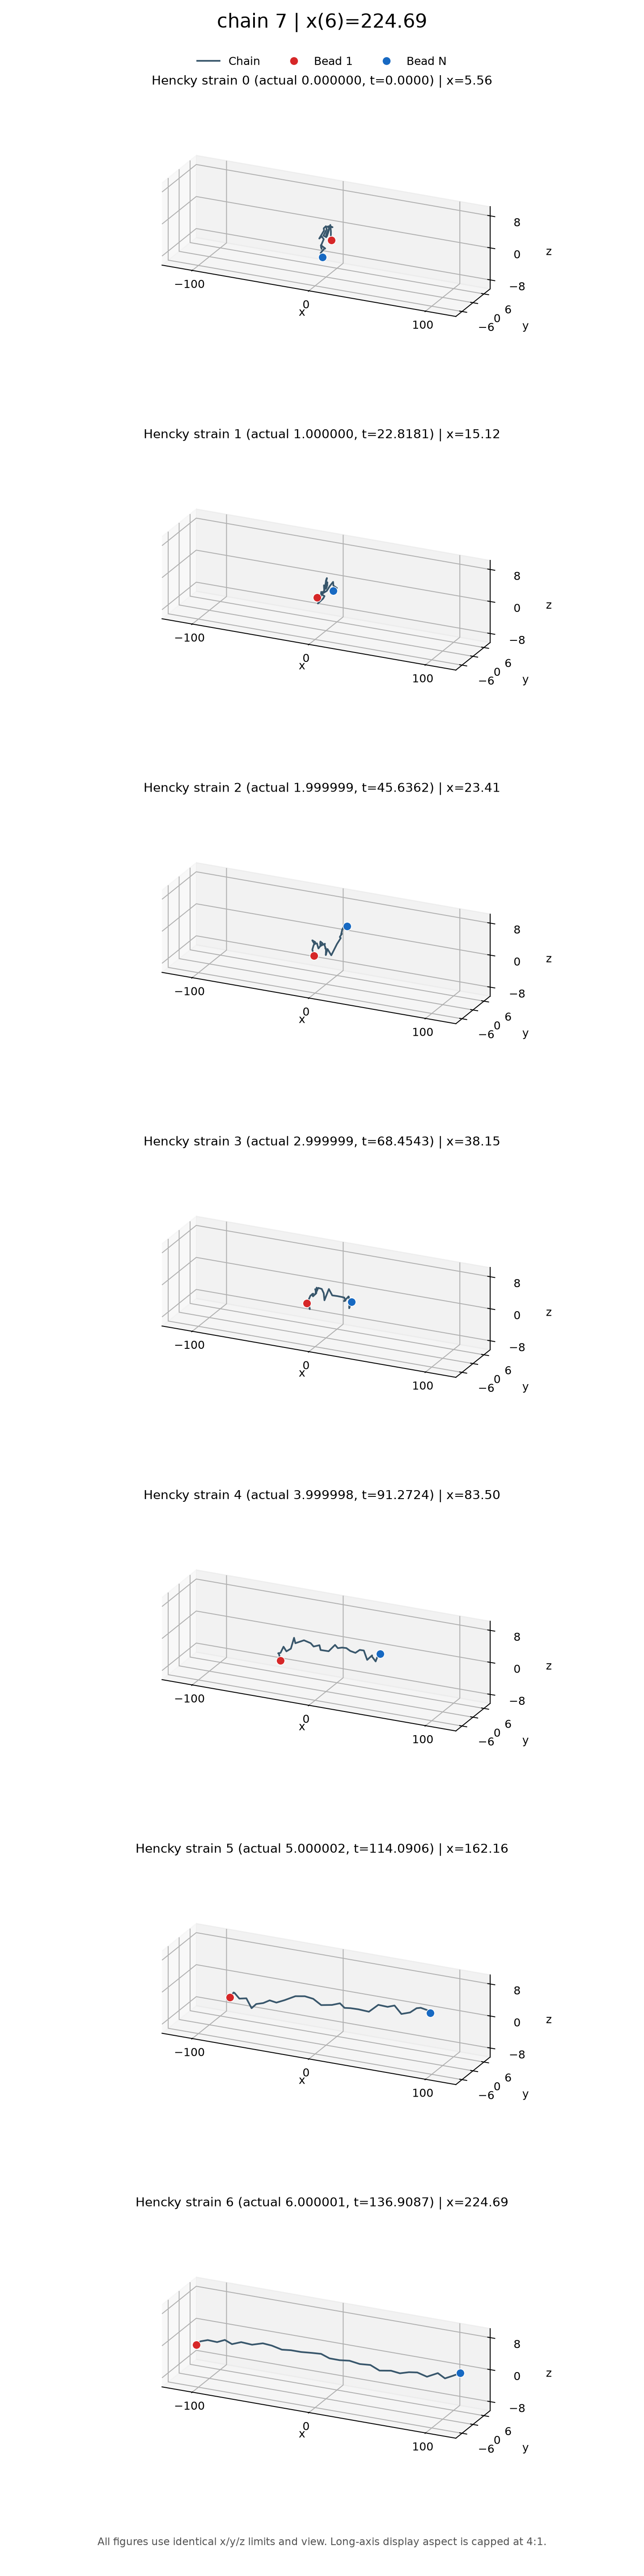 chain 7 | x(6)=224.69
Chain Bead 1 Bead N
Hencky strain 0 (actual 0.000000, t=0.0000) | x=5.56
8
0
−8
z
−100
0
100
x
−6
0
6
y
Hencky strain 1 (actual 1.000000, t=22.8181) | x=15.12
8
0
−8
z
−100
0
100
x
−6
0
6
y
Hencky strain 2 (actual 1.999999, t=45.6362) | x=23.41
8
0
−8
z
−100
0
100
x
−6
0
6
y
Hencky strain 3 (actual 2.999999, t=68.4543) | x=38.15
8
0
−8
z
−100
0
100
x
−6
0
6
y
Hencky strain 4 (actual 3.999998, t=91.2724) | x=83.50
8
0
−8
z
−100
0
100
x
−6
0
6
y
Hencky strain 5 (actual 5.000002, t=114.0906) | x=162.16
8
0
−8
z
−100
0
100
x
−6
0
6
y
Hencky strain 6 (actual 6.000001, t=136.9087) | x=224.69
8
0
−8
z
−100
0
100
x
−6
0
6
y
All figures use identical x/y/z limits and view. Long-axis display aspect is capped at 4:1.